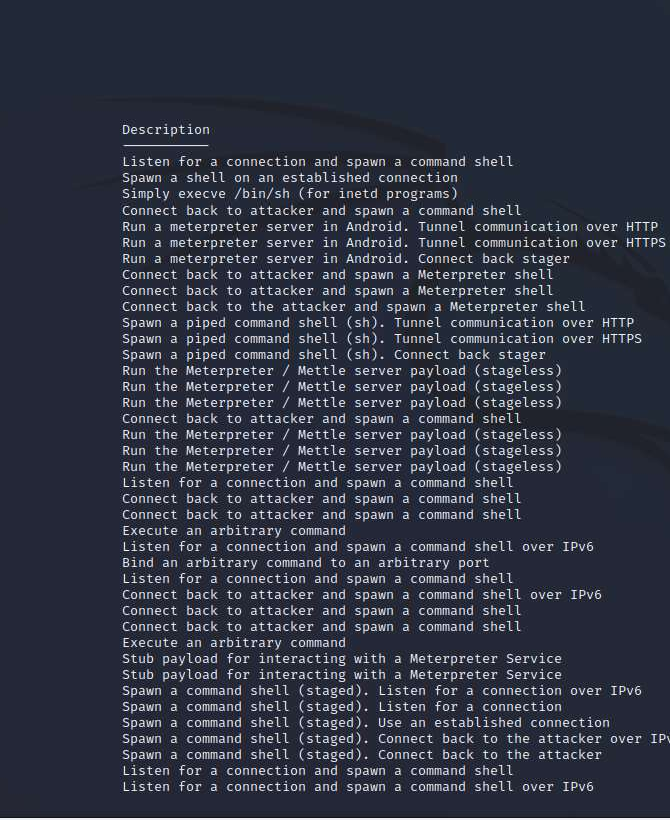 Description
Listen for a connection and spawn a command shell
Spawn a shell on an established connection
Simply execve /bin/sh (for inetd programs)
Connect back to attacker and spawn a command shell
Run a meterpreter server in Android. Tunnel communication over HTTP
Run a meterpreter server in Android. Tunnel communication over HTTPS
Run a meterpreter server in Android. Connect back stager
Connect back to attacker and spawn a Meterpreter shell
Connect back to attacker and spawn a Meterpreter shell
Connect back to the attacker and spawn a Meterpreter shell
Spawn a piped command shell (sh). Tunnel communication over HTTP
Spawn a piped command shell (sh). Tunnel communication over HTTPS
Spawn a piped command shell (sh). Connect back stager
Run the Meterpreter / Mettle server payload (stageless)
Run the Meterpreter / Mettle server payload (stageless)
Run the Meterpreter / Mettle server payload (stageless)
Connect back to attacker and spawn a command shell
Run the Meterpreter / Mettle server payload (stageless)
Run the Meterpreter / Mettle server payload (stageless)
Run the Meterpreter / Mettle server payload (stageless)
Listen for a connection and spawn a command shell
Connect back to attacker and spawn a command shell
Connect back to attacker and spawn a command shell
Execute an arbitrary command
Listen for a connection and spawn a command shell over IPv6
Bind an arbitrary command to an arbitrary port
Listen for a connection and spawn a command shell
Connect back to attacker and spawn a command shell over IPv6
Connect back to attacker and spawn a command shell
Connect back to attacker and spawn a command shell
Execute an arbitrary command
Stub payload for interacting with a Meterpreter Service
Stub payload for interacting with a Meterpreter Service
Spawn a command shell (staged). Listen for a connection over IPv6
Spawn a command shell (staged). Listen for a connection
Spawn a command shell (staged). Use an established connection
Spawn a command shell (staged). Connect back to the attacker over IPv
Spawn a command shell (staged). Connect back to the attacker
Listen for a connection and spawn a command shell
Listen for a connection and spawn a command shell over IPv6